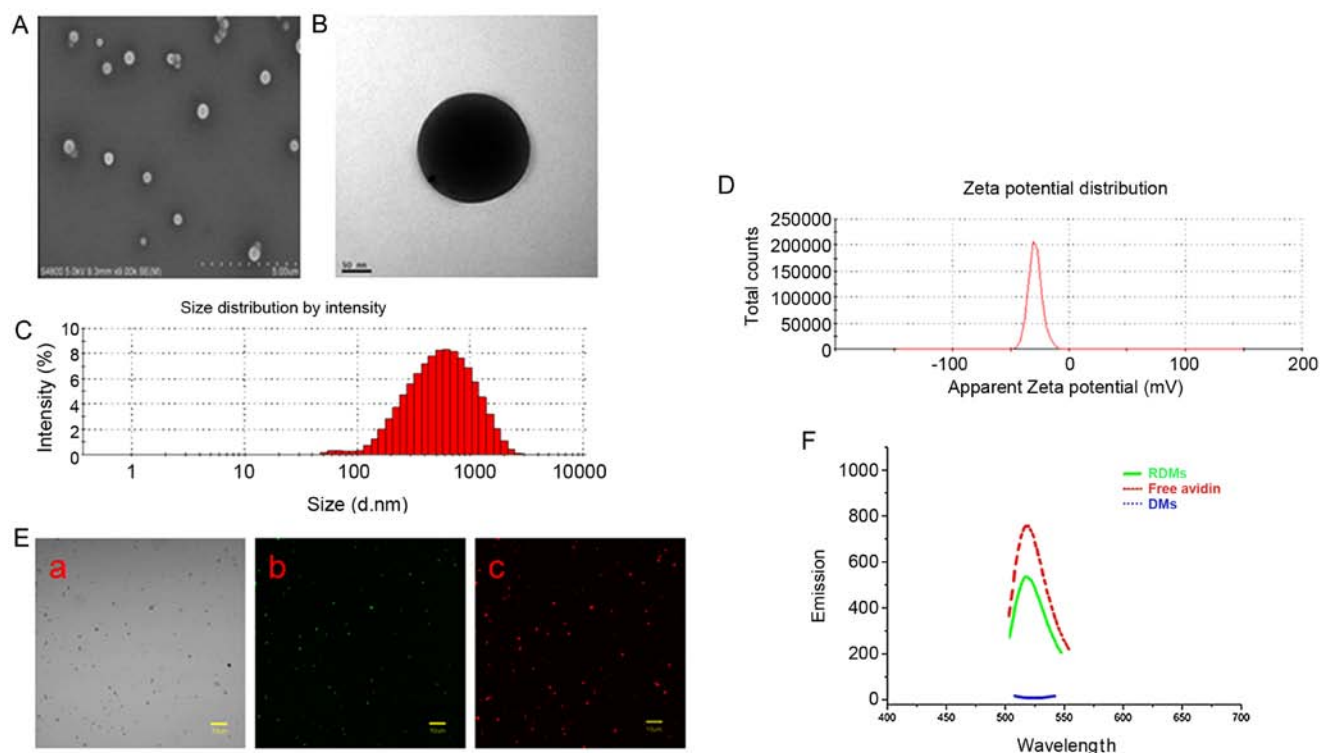 A
B
S4800 5.0kV 9.3mm x9.00k SE(M)
5.00um
50 nm
Size distribution by intensity
C
Intensity (%)
10
8
6
4
2
0
1
10
100
1000
10000
Size (d.nm)
D
Zeta potential distribution
Total counts
250000
200000
150000
100000
50000
0
-100
0
100
200
Apparent Zeta potential (mV)
E
a
b
c
10um
10um
F
Emission
1000
800
600
400
200
0
RDMs
Free avidin
DMs
400
450
500
550
600
650
700
Wavelength